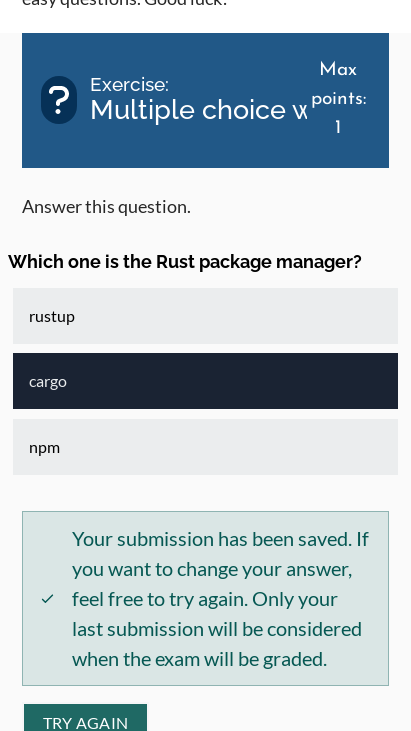 easy questions. Good luck!
?
Exercise:
Multiple choice w
Max
points:
1
Answer this question.
Which one is the Rust package manager?
rustup
cargo
npm
Your submission has been saved. If
you want to change your answer,
feel free to try again. Only your
last submission will be considered
when the exam will be graded.
TRY AGAIN